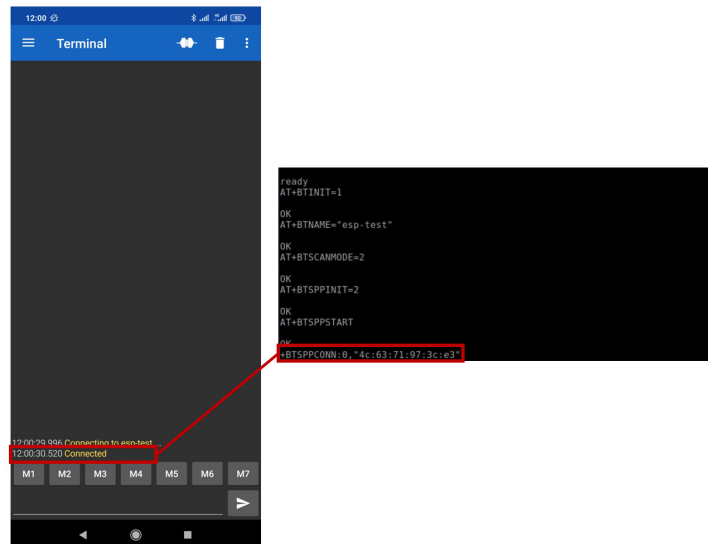 12:00
Terminal
12:00:29.996 Connecting to esp-test ...
12:00:30.520 Connected
M1 M2 M3 M4 M5 M6 M7
ready
AT+BTINIT=1
OK
AT+BTNAME="esp-test"
OK
AT+BTSCANMODE=2
OK
AT+BTSPPINIT=2
OK
AT+BTSPPSTART
OK
+BTSPPCONN:0,"4c:63:71:97:3c:e3"